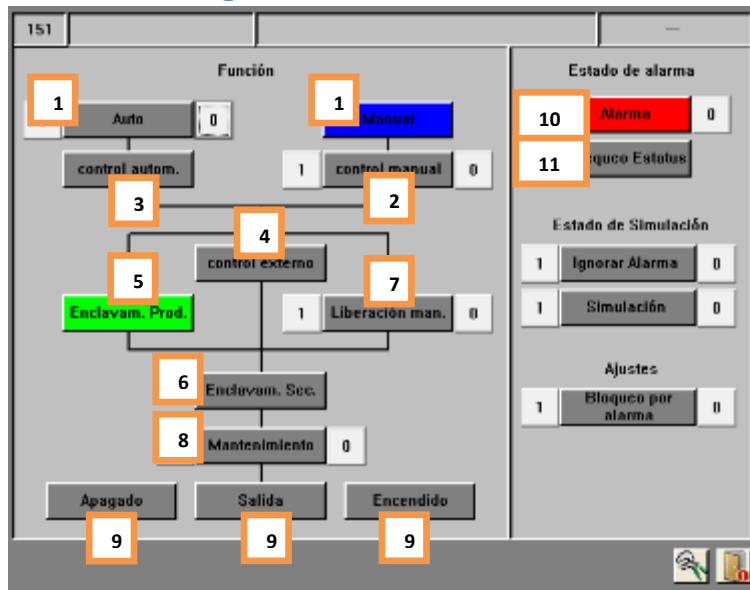 151
—
Función
Estado de alarma
1 Auto 0
1 Manual
10 Alarma 0
control autom.
1 control manual 0
11 queo Estatus
3
2
4
control externo
Estado de Simulación
1 Ignorar Alarma 0
5
7
Enclavam. Prod.
1 Liberación man. 0
1 Simulación 0
6 Enclavam. Sec.
Ajustes
1 Bloqueo por
alarma 0
8 Mantenimiento 0
Apagado
Salida
Encendido
9
9
9